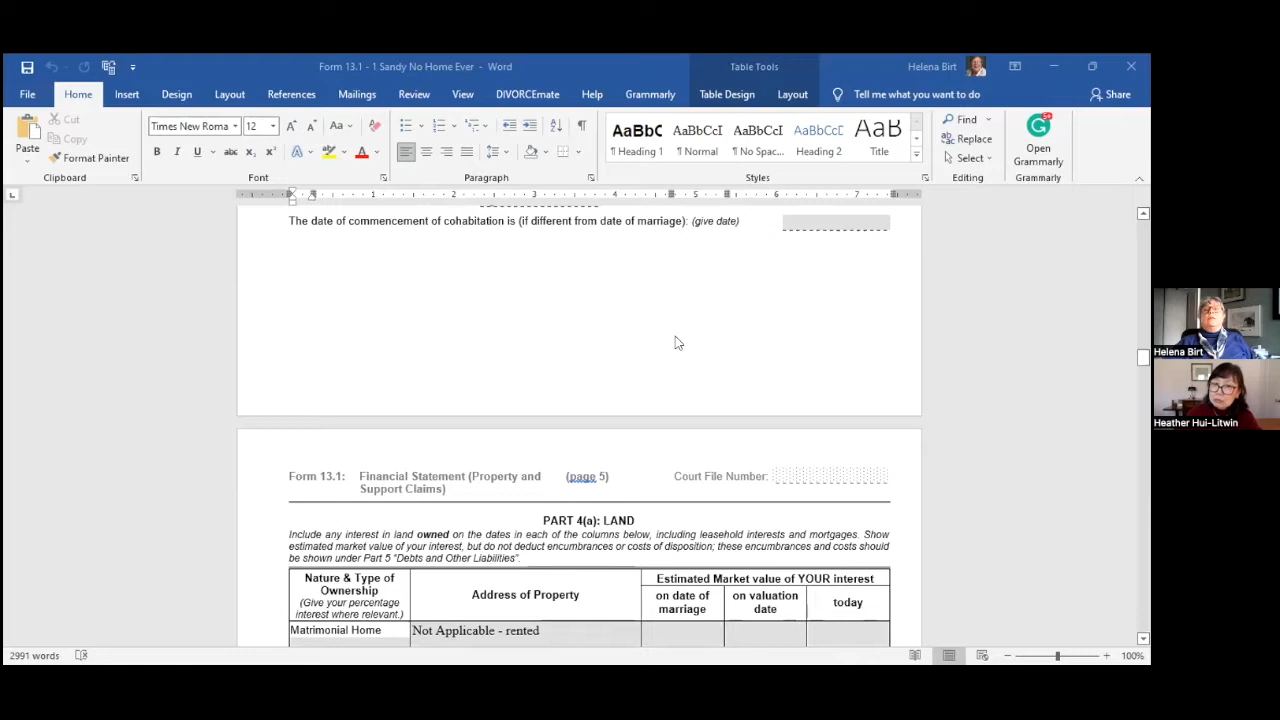 Form 13.1 - 1 Sandy No Home Ever - Word
Table Tools
Helena Birt
File Home Insert Design Layout References Mailings Review View DIVORCEmate Help Grammarly Table Design Layout Tell me what you want to do Share
Paste
Cut
Copy
Format Painter
Clipboard
Times New Roma 12
Font
Paragraph
AaBbC AaBbCcI AaBbCcI AaBbCcI AaB
¶ Heading 1 ¶ Normal ¶ No Spac... Heading 2 Title
Styles
Find
Replace
Select
Editing
Open
Grammarly
Grammarly
1 2 3 4 5 6 7
The date of commencement of cohabitation is (if different from date of marriage): (give date)
Form 13.1: Financial Statement (Property and Support Claims) (page 5) Court File Number:
PART 4(a): LAND
Include any interest in land owned on the dates in each of the columns below, including leasehold interests and mortgages. Show
estimated market value of your interest, but do not deduct encumbrances or costs of disposition; these encumbrances and costs should
be shown under Part 5 "Debts and Other Liabilities".
Nature & Type of
Ownership
(Give your percentage
interest where relevant.)
Address of Property
Estimated Market value of YOUR interest
on date of
marriage
on valuation
date
today
Matrimonial Home Not Applicable - rented
2991 words
100%
Helena Birt
Heather Hui-Litwin